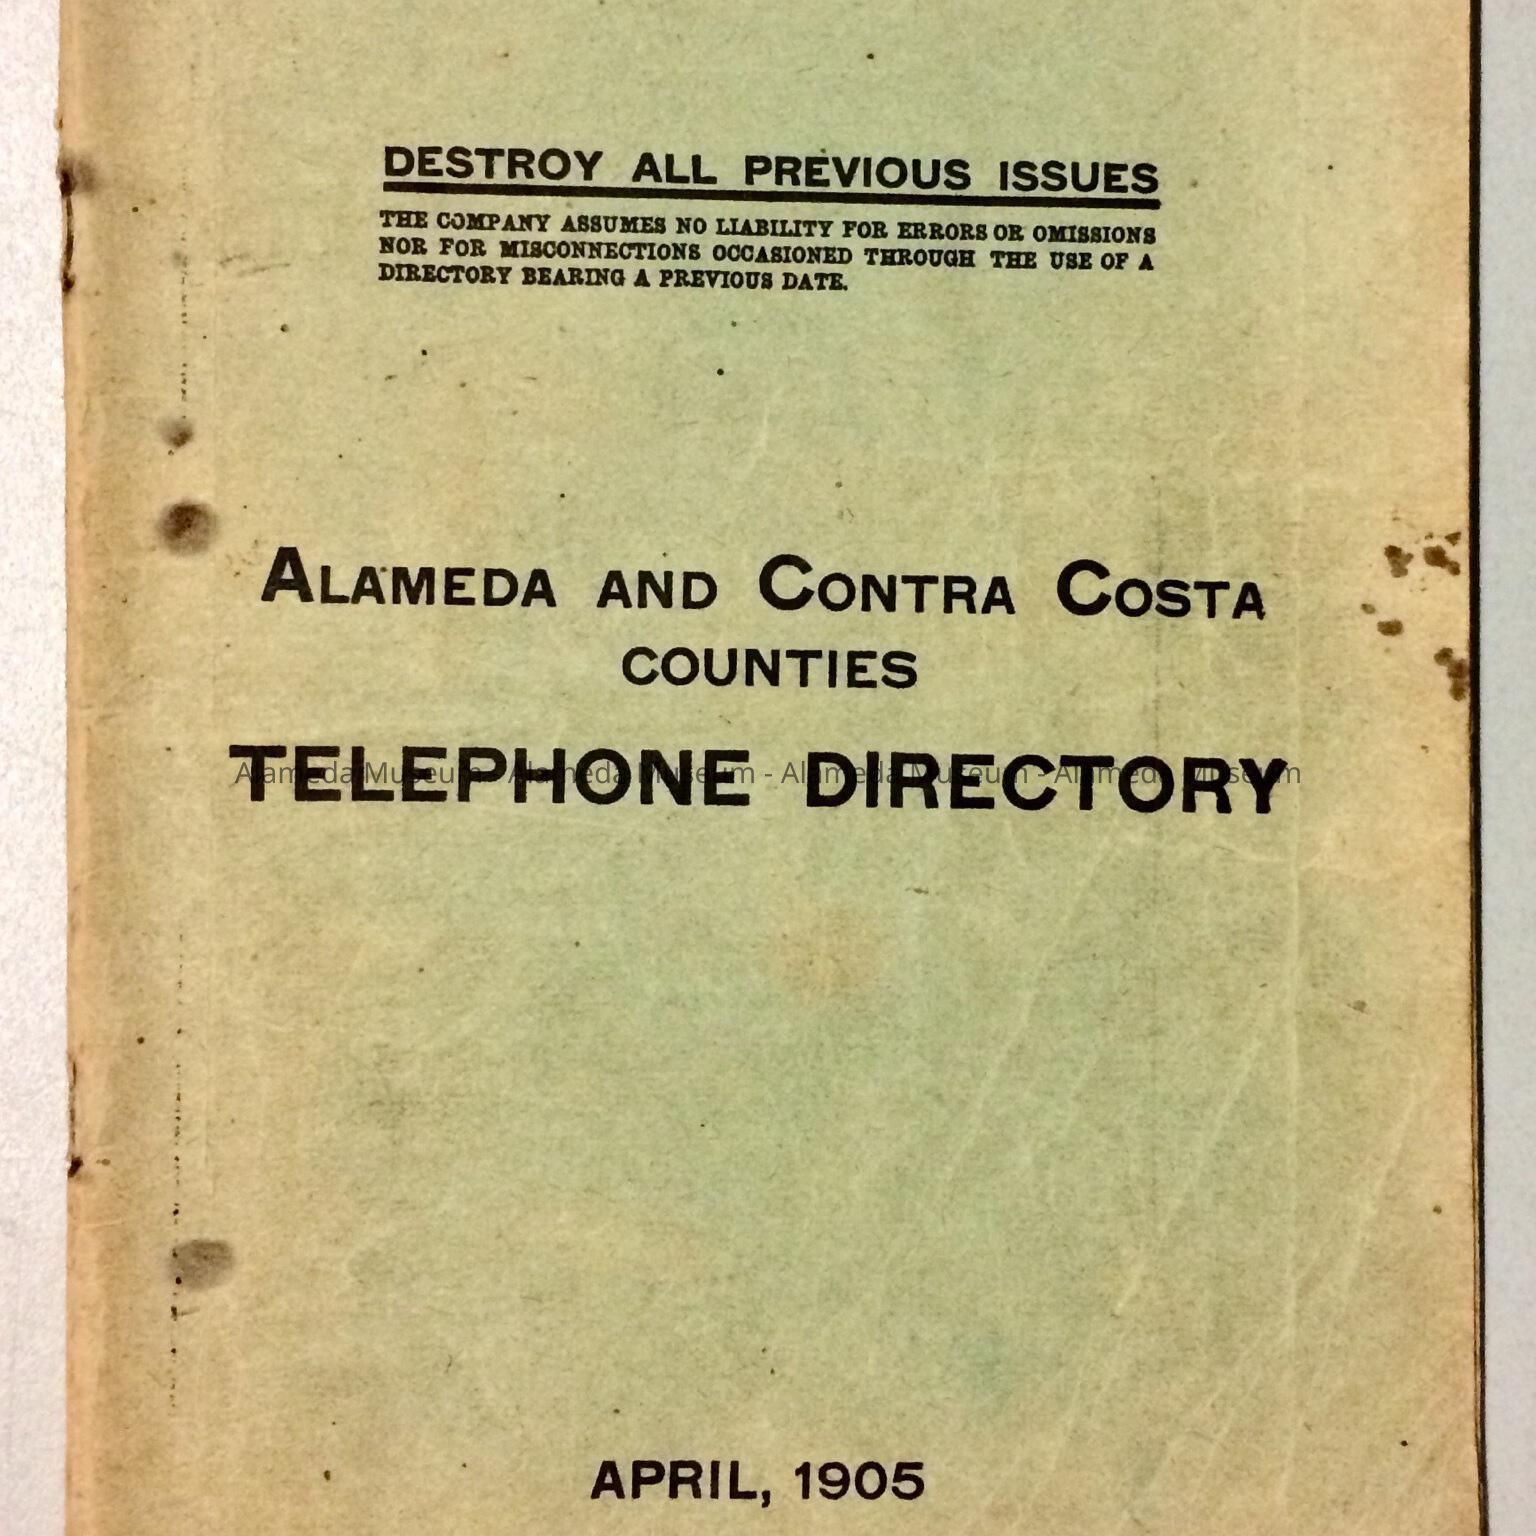 DESTROY ALL PREVIOUS ISSUES
THE COMPANY ASSUMES NO LIABILITY FOR ERRORS OR OMISSIONS
NOR FOR MISCONNECTIONS OCCASIONED THROUGH THE USE OF A
DIRECTORY BEARING A PREVIOUS DATE.
ALAMEDA AND CONTRA COSTA
COUNTIES
TELEPHONE DIRECTORY
Alameda Museum - Alameda Museum - Alameda Museum - Alameda Museum
APRIL, 1905